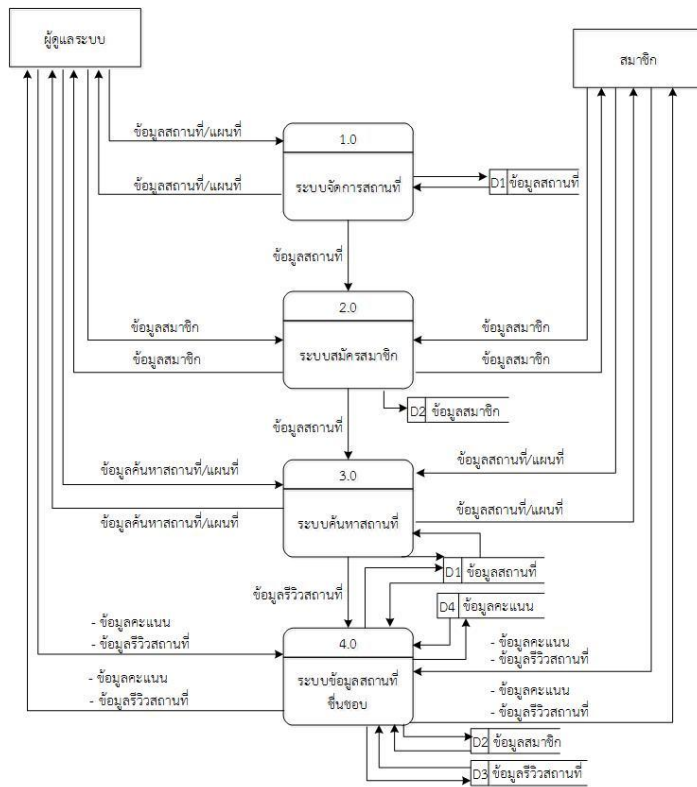 ผู้ดูแลระบบ
สมาชิก
ข้อมูลสถานที่/แผนที่
1.0
ระบบจัดการสถานที่
D1 ข้อมูลสถานที่
ข้อมูลสถานที่/แผนที่
ข้อมูลสถานที่
2.0
ข้อมูลสมาชิก
ข้อมูลสมาชิก
ระบบสมัครสมาชิก
ข้อมูลสมาชิก
ข้อมูลสมาชิก
D2 ข้อมูลสมาชิก
ข้อมูลสถานที่
ข้อมูลค้นหาสถานที่/แผนที่
3.0
ข้อมูลสถานที่/แผนที่
ข้อมูลค้นหาสถานที่/แผนที่
ระบบค้นหาสถานที่
ข้อมูลสถานที่/แผนที่
D1 ข้อมูลสถานที่
ข้อมูลรีวิวสถานที่
D4 ข้อมูลคะแนน
- ข้อมูลคะแนน
- ข้อมูลรีวิวสถานที่
4.0
- ข้อมูลคะแนน
- ข้อมูลรีวิวสถานที่
ระบบข้อมูลสถานที่
ชื่นชอบ
- ข้อมูลคะแนน
- ข้อมูลรีวิวสถานที่
- ข้อมูลคะแนน
- ข้อมูลรีวิวสถานที่
D2 ข้อมูลสมาชิก
D3 ข้อมูลรีวิวสถานที่